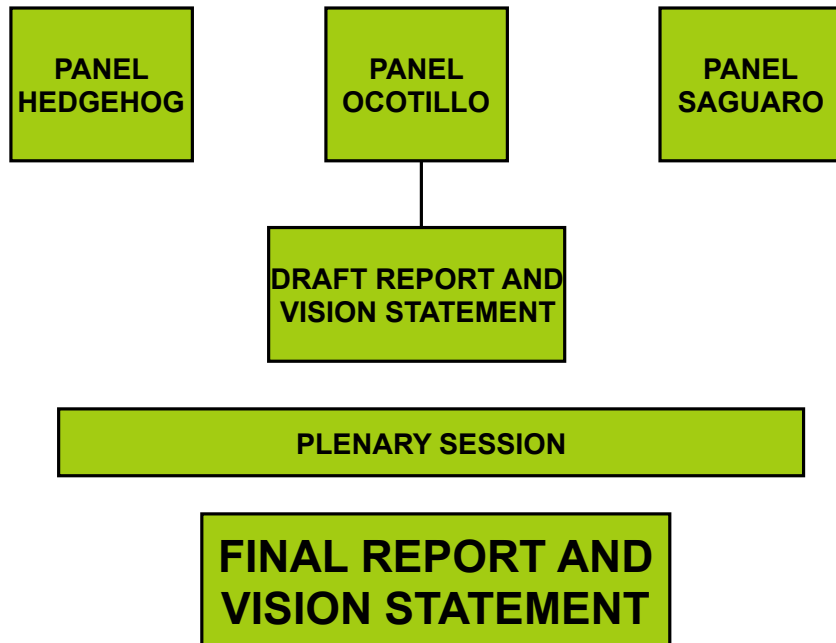 PANEL
HEDGEHOG
PANEL
OCOTILLO
PANEL
SAGUARO
DRAFT REPORT AND
VISION STATEMENT
PLENARY SESSION
FINAL REPORT AND
VISION STATEMENT